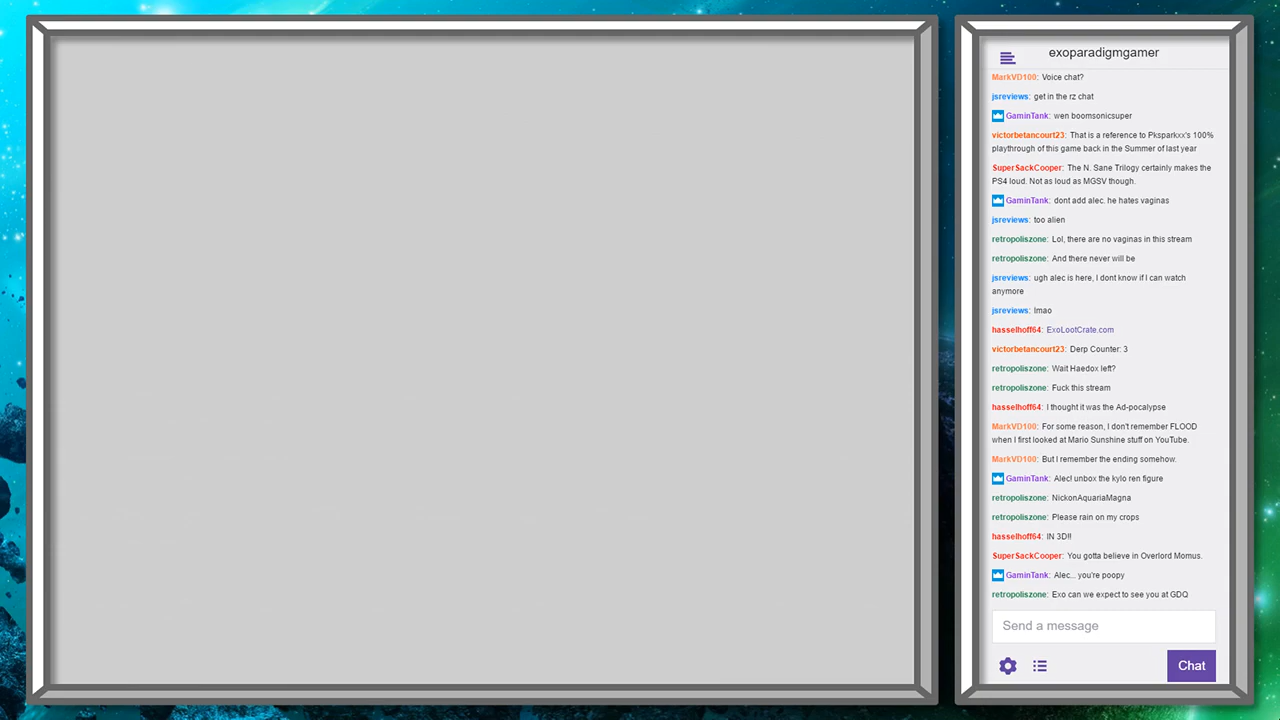 exoparadigmgamer
MarkVD100: Voice chat?
jsreviews: get in the rz chat
GaminTank: wen boomsonicsuper
victorbetancourt23: That is a reference to Pksparkxx's 100%
playthrough of this game back in the Summer of last year
SuperSackCooper: The N. Sane Trilogy certainly makes the
PS4 loud. Not as loud as MGSV though.
GaminTank: dont add alec. he hates vaginas
jsreviews: too alien
retropoliszone: Lol, there are no vaginas in this stream
retropoliszone: And there never will be
jsreviews: ugh alec is here, I dont know if I can watch
anymore
jsreviews: lmao
hasselhoff64: ExoLootCrate.com
victorbetancourt23: Derp Counter: 3
retropoliszone: Wait Haedox left?
retropoliszone: Fuck this stream
hasselhoff64: I thought it was the Ad-pocalypse
MarkVD100: For some reason, I don't remember FLOOD
when I first looked at Mario Sunshine stuff on YouTube.
MarkVD100: But I remember the ending somehow.
GaminTank: Alecl unbox the kylo ren figure
retropoliszone: NickonAquariaMagna
retropoliszone: Please rain on my crops
hasselhoff64: IN 3D!!
SuperSackCooper: You gotta believe in Overlord Momus.
GaminTank: Alec... you're poopy
retropoliszone: Exo can we expect to see you at GDQ
Send a message
Chat